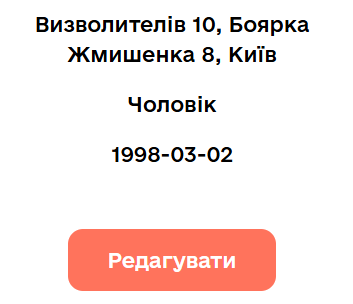 Визволителів 10, Боярка
Жмишенка 8, Київ
Чоловік
1998-03-02
Редагувати